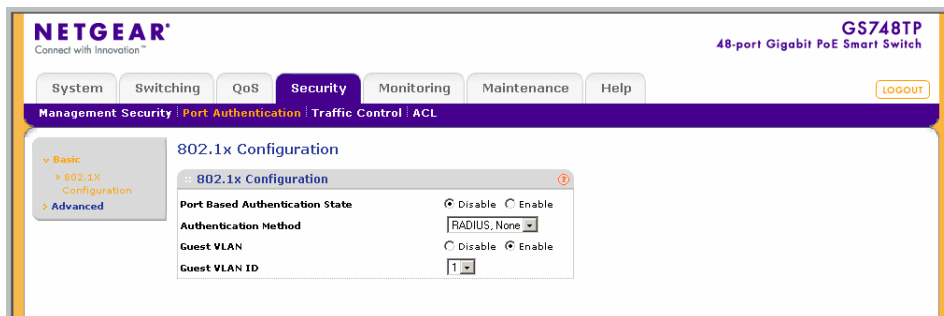 NETGEAR®
Connect with Innovation™
GS748TP
48-port Gigabit PoE Smart Switch
System Switching QoS Security Monitoring Maintenance Help LOGOUT
Management Security Port Authentication Traffic Control ACL
Basic
802.1X
Configuration
Advanced
802.1x Configuration
802.1x Configuration ?
Port Based Authentication State Disable Enable
Authentication Method RADIUS, None
Guest VLAN Disable Enable
Guest VLAN ID 1